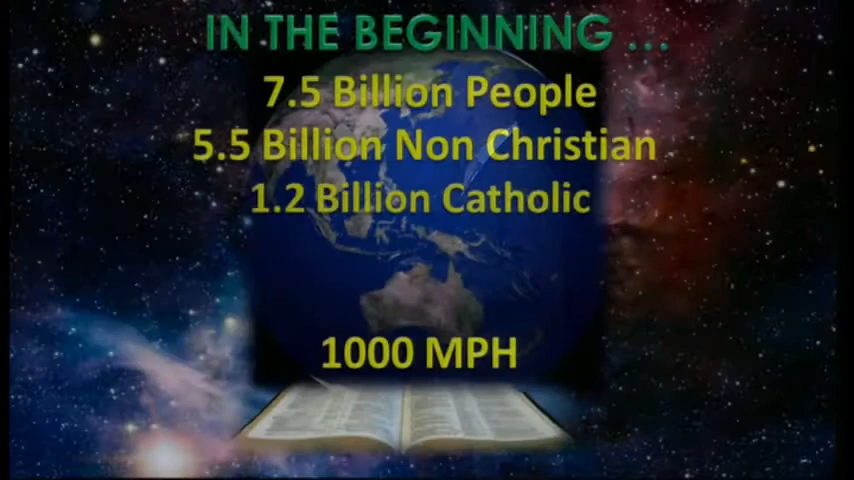 IN THE BEGINNING ...
7.5 Billion People
5.5 Billion Non Christian
1.2 Billion Catholic
1000 MPH